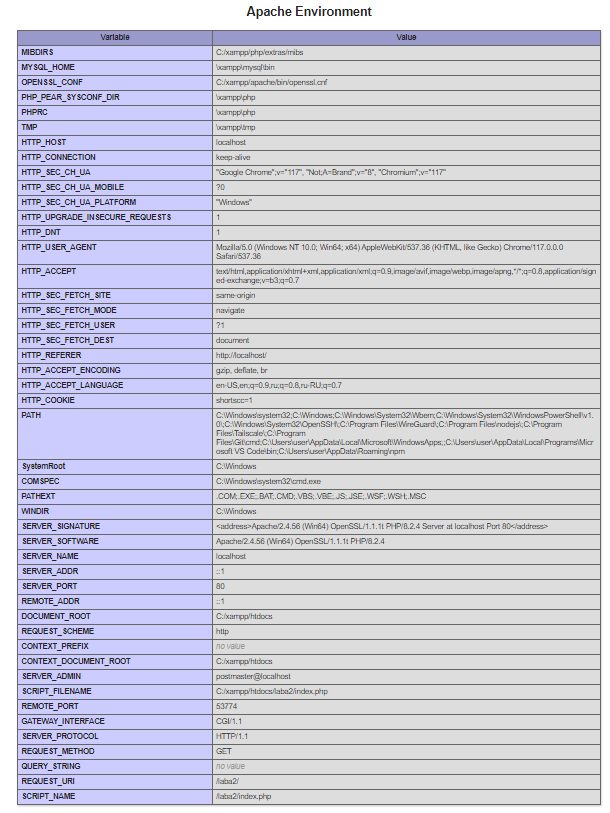 Apache Environment
Variable Value
MIBDIRS C:/xampp/php/extras/mibs
MYSQL_HOME \xampp\mysql\bin
OPENSSL_CONF C:/xampp/apache/bin/openssl.cnf
PHP_PEAR_SYSCONF_DIR \xampp\php
PHPRC \xampp\php
TMP \xampp\tmp
HTTP_HOST localhost
HTTP_CONNECTION keep-alive
HTTP_SEC_CH_UA "Google Chrome";v="117", "Not;A=Brand";v="8", "Chromium";v="117"
HTTP_SEC_CH_UA_MOBILE ?0
HTTP_SEC_CH_UA_PLATFORM "Windows"
HTTP_UPGRADE_INSECURE_REQUESTS 1
HTTP_DNT 1
HTTP_USER_AGENT Mozilla/5.0 (Windows NT 10.0; Win64; x64) AppleWebKit/537.36 (KHTML, like Gecko) Chrome/117.0.0.0
Safari/537.36
HTTP_ACCEPT text/html,application/xhtml+xml,application/xml;q=0.9,image/avif,image/webp,image/apng,*/*;q=0.8,application/sign
ed-exchange;v=b3;q=0.7
HTTP_SEC_FETCH_SITE same-origin
HTTP_SEC_FETCH_MODE navigate
HTTP_SEC_FETCH_USER ?1
HTTP_SEC_FETCH_DEST document
HTTP_REFERER http://localhost/
HTTP_ACCEPT_ENCODING gzip, deflate, br
HTTP_ACCEPT_LANGUAGE en-US,en;q=0.9,ru;q=0.8,ru-RU;q=0.7
HTTP_COOKIE shortscc=1
PATH C:\Windows\system32;C:\Windows;C:\Windows\System32\Wbem;C:\Windows\System32\WindowsPowerShell\v1.
0\;C:\Windows\System32\OpenSSH\;C:\Program Files\WireGuard\;C:\Program Files\nodejs\;C:\Program
Files\Tailscale\;C:\Program
Files\Git\cmd;C:\Users\user\AppData\Local\Microsoft\WindowsApps;;C:\Users\user\AppData\Local\Programs\Micr
osoft VS Code\bin;C:\Users\user\AppData\Roaming\npm
SystemRoot C:\Windows
COMSPEC C:\Windows\system32\cmd.exe
PATHEXT .COM;.EXE;.BAT;.CMD;.VBS;.VBE;.JS;.JSE;.WSF;.WSH;.MSC
WINDIR C:\Windows
SERVER_SIGNATURE <address>Apache/2.4.56 (Win64) OpenSSL/1.1.1t PHP/8.2.4 Server at localhost Port 80</address>
SERVER_SOFTWARE Apache/2.4.56 (Win64) OpenSSL/1.1.1t PHP/8.2.4
SERVER_NAME localhost
SERVER_ADDR ::1
SERVER_PORT 80
REMOTE_ADDR ::1
DOCUMENT_ROOT C:/xampp/htdocs
REQUEST_SCHEME http
CONTEXT_PREFIX no value
CONTEXT_DOCUMENT_ROOT C:/xampp/htdocs
SERVER_ADMIN postmaster@localhost
SCRIPT_FILENAME C:/xampp/htdocs/laba2/index.php
REMOTE_PORT 53774
GATEWAY_INTERFACE CGI/1.1
SERVER_PROTOCOL HTTP/1.1
REQUEST_METHOD GET
QUERY_STRING no value
REQUEST_URI /laba2/
SCRIPT_NAME /laba2/index.php